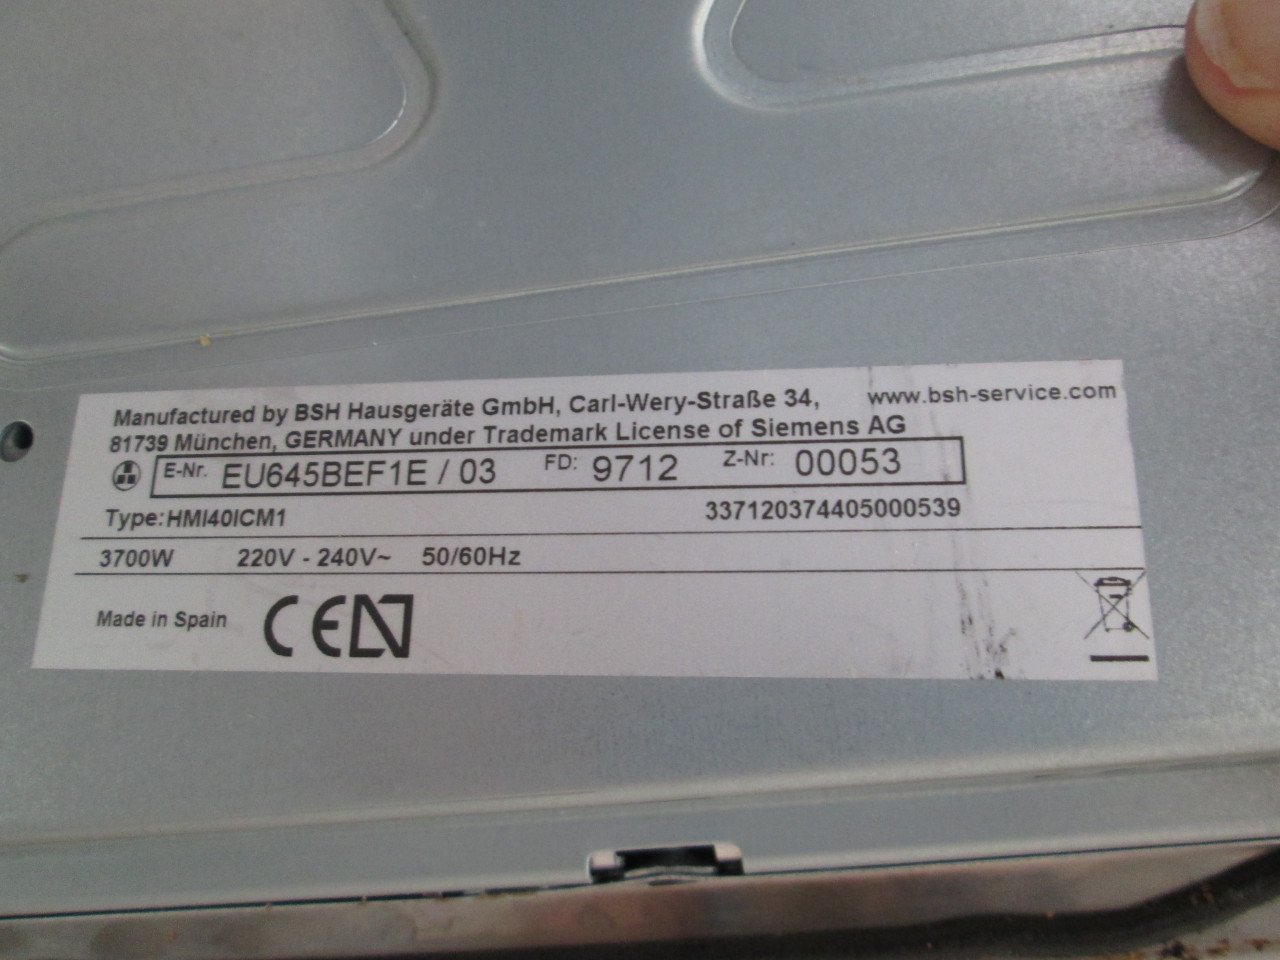 Manufactured by BSH Hausgeräte GmbH, Carl-Wery-Straße 34, www.bsh-service.com
81739 München, GERMANY under Trademark License of Siemens AG
E-Nr. EU645BEF1E / 03 FD: 9712 Z-Nr: 00053
Type: HMI40ICM1 337120374405000539
3700W 220V - 240V~ 50/60Hz
Made in Spain CE N